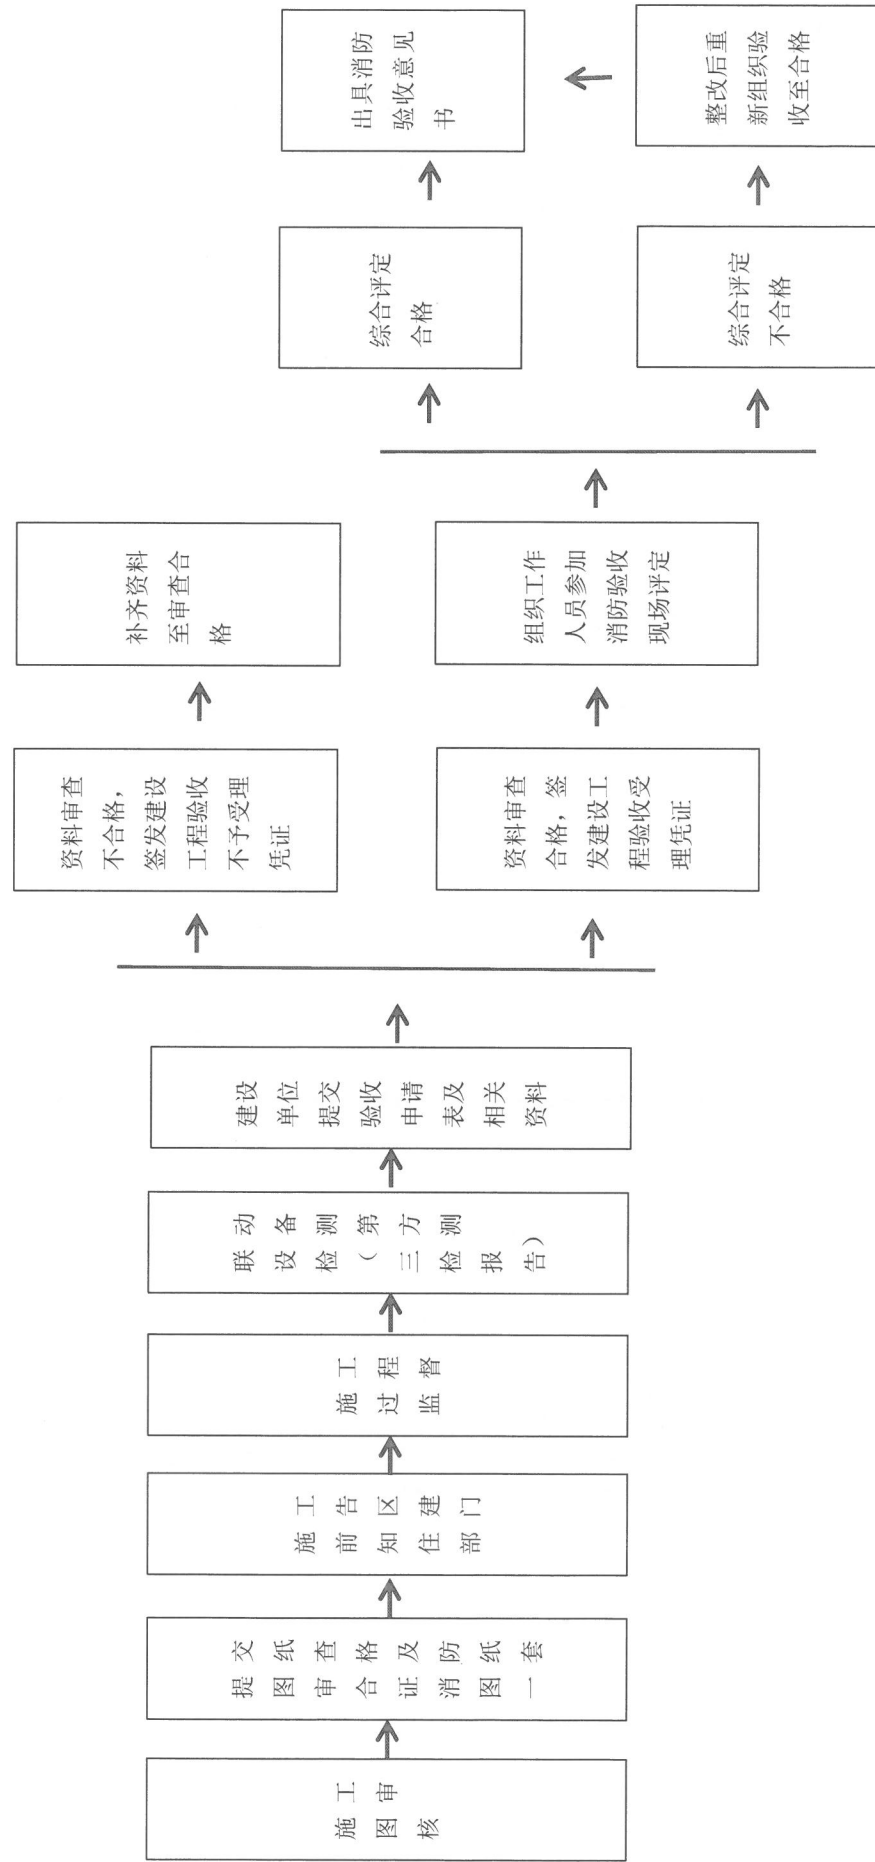 施工
图审
核
提交
图纸
审查
合格
证及
消防
图纸
一套
施工
前告
知区
住建
部门
施工
过程
监督
联动
设备
检测
（第
三方
检测
报
告）
建设
单位
提交
验收
申请
表及
相关
资料
资料审查
不合格，
签发建设
工程验收
不予受理
凭证
补齐资料
至审查合
格
资料审查
合格，签
发建设工
程验收受
理凭证
组织工作
人员参加
消防验收
现场评定
综合评定
合格
出具消防
验收意见
书
综合评定
不合格
整改后重
新组织验
收至合格